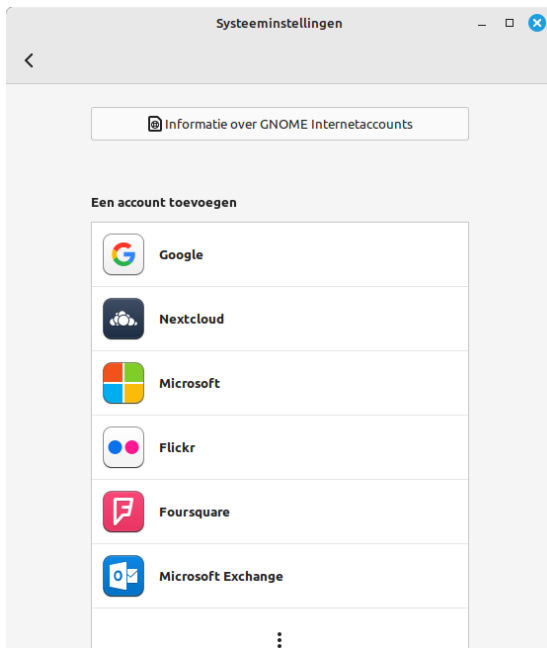 Systeeminstellingen
Informatie over GNOME Internetaccounts
Een account toevoegen
Google
Nextcloud
Microsoft
Flickr
Foursquare
Microsoft Exchange